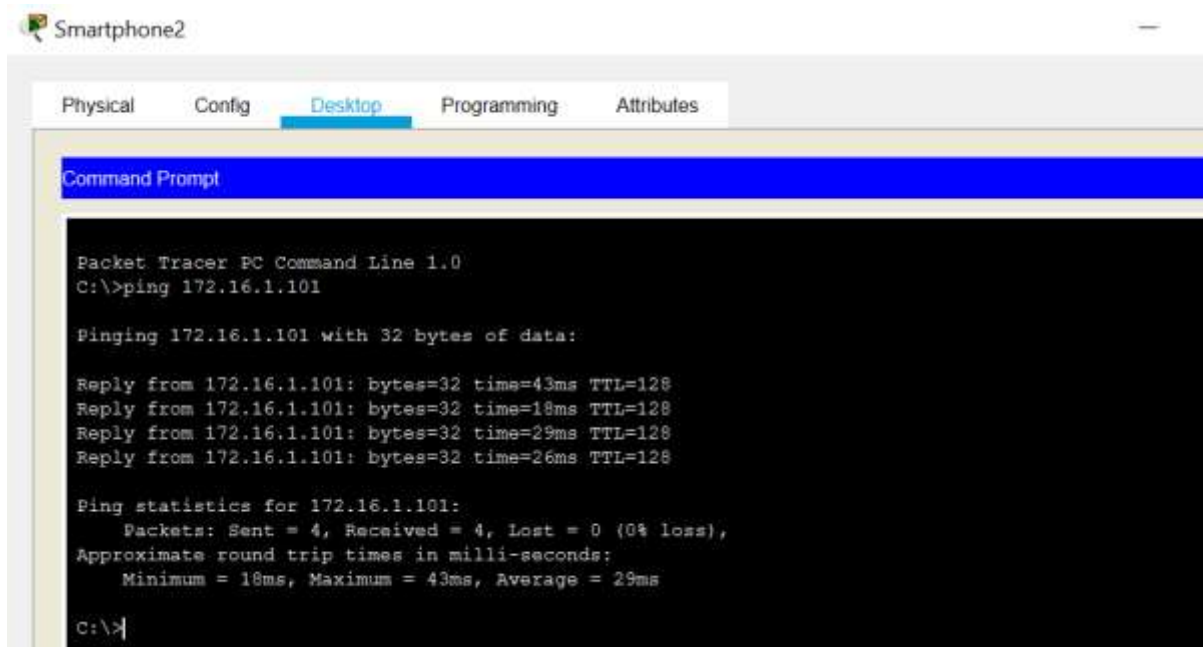 Smartphone2
Physical Config Desktop Programming Attributes
Command Prompt
Packet Tracer PC Command Line 1.0
C:\>ping 172.16.1.101
Pinging 172.16.1.101 with 32 bytes of data:
Reply from 172.16.1.101: bytes=32 time=43ms TTL=128
Reply from 172.16.1.101: bytes=32 time=18ms TTL=128
Reply from 172.16.1.101: bytes=32 time=29ms TTL=128
Reply from 172.16.1.101: bytes=32 time=26ms TTL=128
Ping statistics for 172.16.1.101:
Packets: Sent = 4, Received = 4, Lost = 0 (0% loss),
Approximate round trip times in milli-seconds:
Minimum = 18ms, Maximum = 43ms, Average = 29ms
C:\>